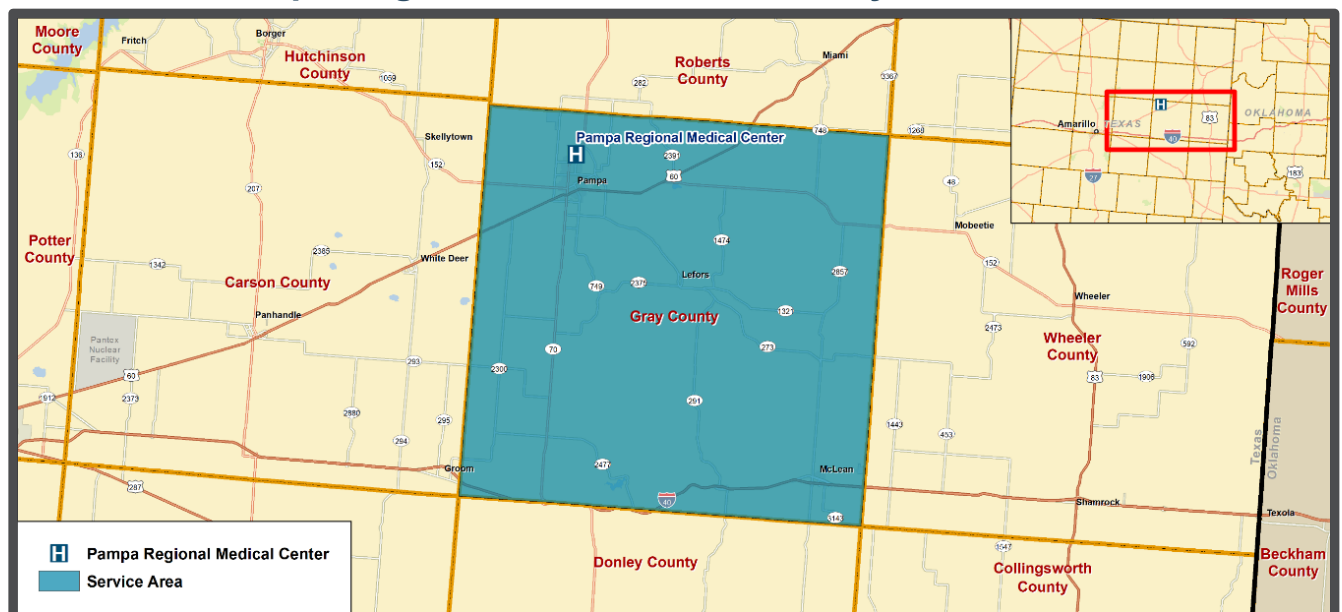 Moore
County
Fritch
Borger
Hutchinson
County
1059
Roberts
County
282
Miami
3367
748
1268
Skellytown
152
138
207
Pampa Regional Medical Center
H
2391
60
Pampa
48
Mobeetie
152
Potter
County
1342
2385
White Deer
Carson County
Panhandle
Pantex
Nuclear
Facility
60
2373
1912
293
2880
295
294
Groom
287
1474
Lefors
749
2375
2857
1321
Gray County
273
70
2300
291
2477
40
McLean
3143
Wheeler
2473
Wheeler
County
592
83
1906
1443
453
Shamrock
Texola
Texas
Oklahoma
Roger
Mills
County
Beckham
County
1547
Donley County
Collingsworth
County
H
Amarillo
TEXAS
OKLAHOMA
83
40
27
183
H Pampa Regional Medical Center
Service Area